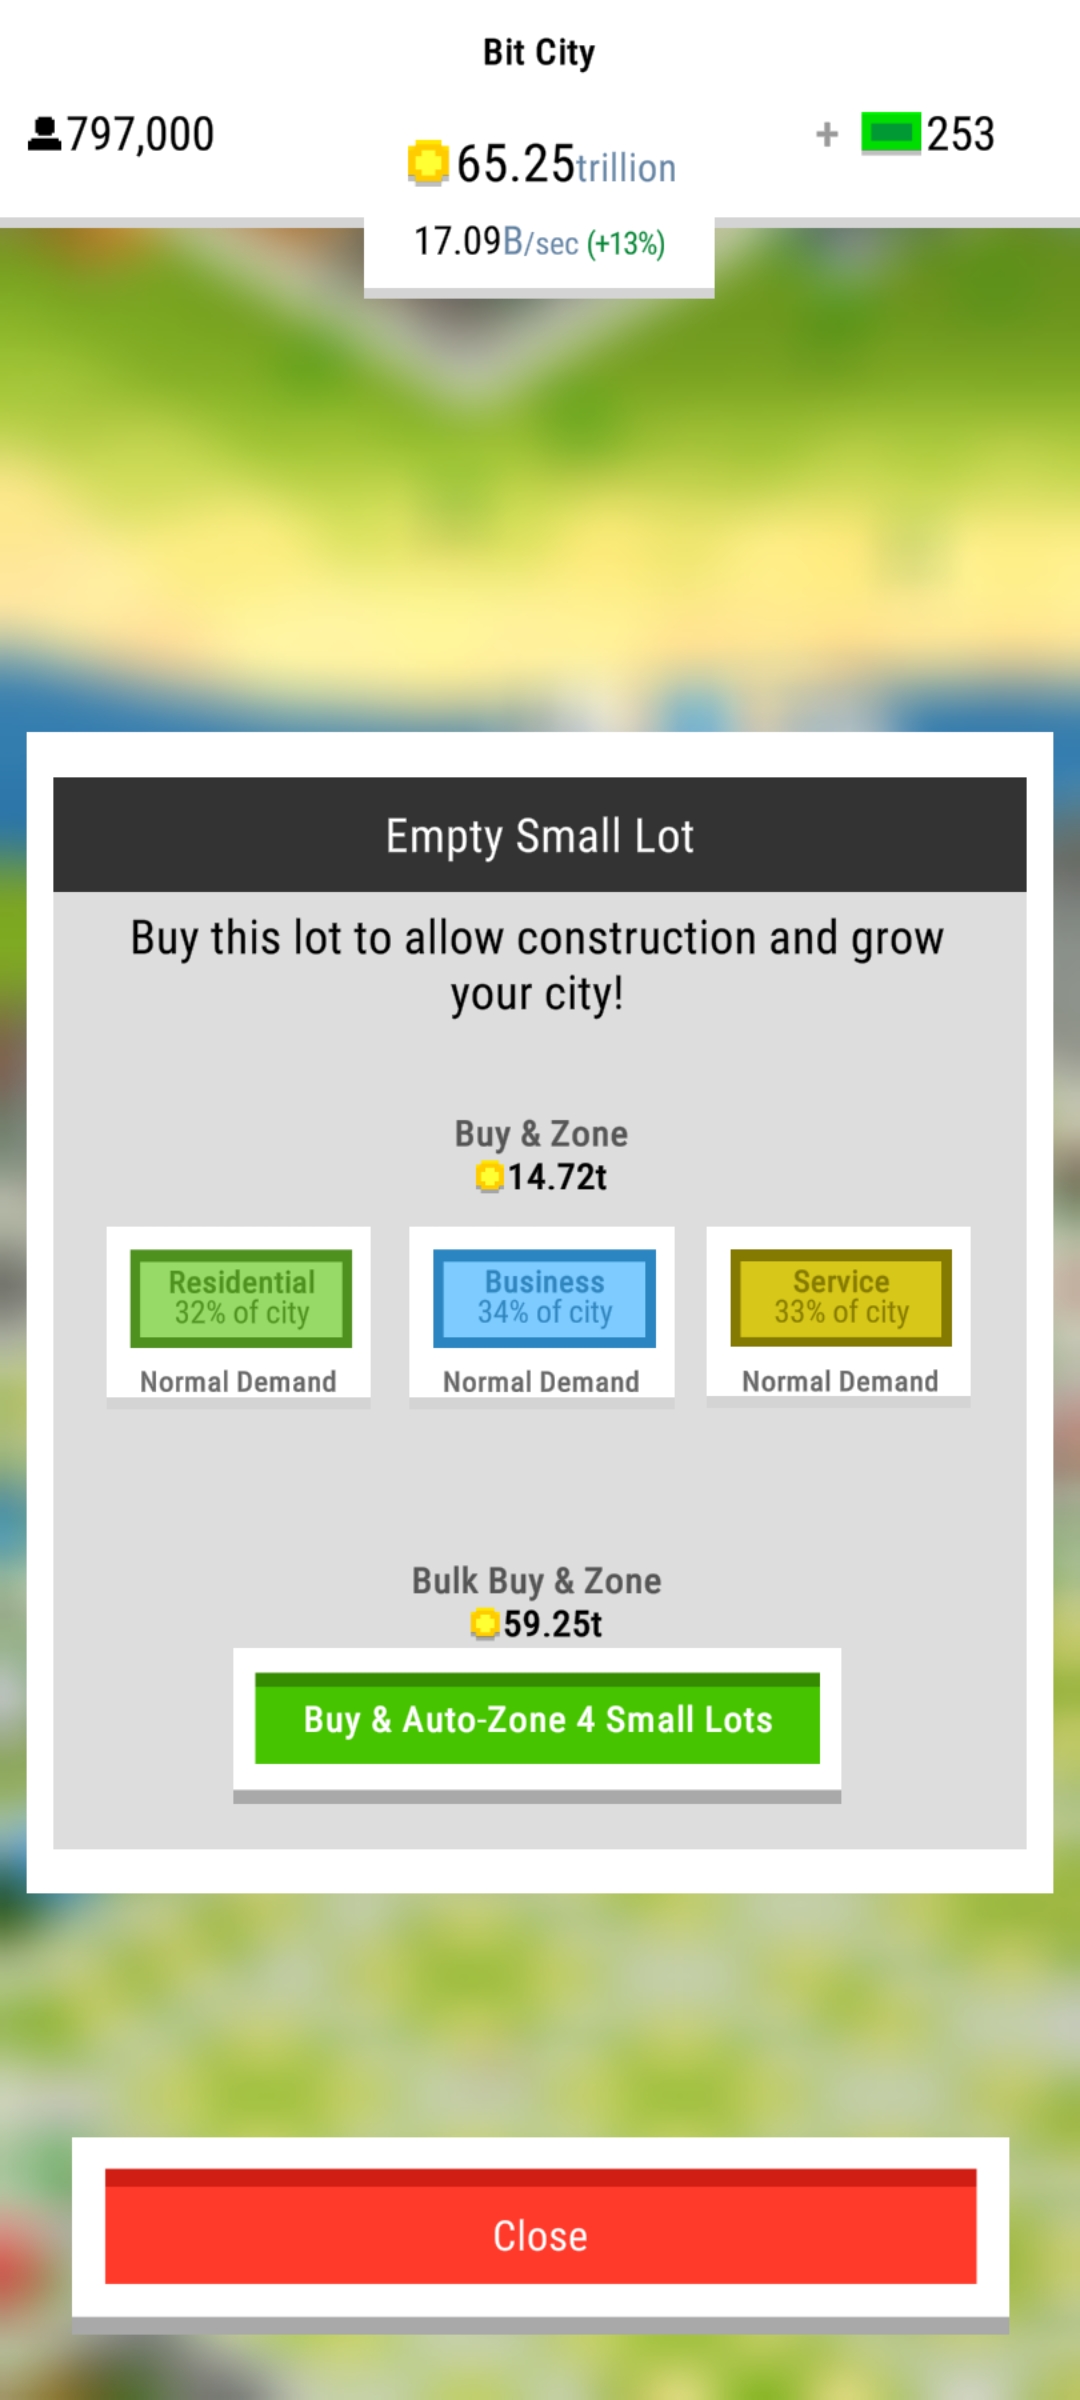 Bit City
797,000
65.25trillion
+ 253
17.09B/sec (+13%)
Empty Small Lot
Buy this lot to allow construction and grow
your city!
Buy & Zone
14.72t
Residential
32% of city
Normal Demand
Business
34% of city
Normal Demand
Service
33% of city
Normal Demand
Bulk Buy & Zone
59.25t
Buy & Auto-Zone 4 Small Lots
Close